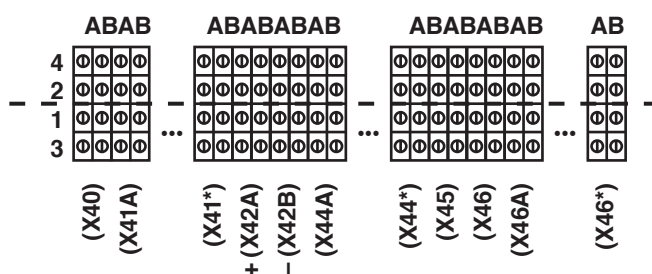 ABAB ABABABAB ABABABAB AB
4
2
1
3
... ... ...
(X40) (X41A) (X41*) + (X42A) – (X42B) (X44A) (X44*) (X45) (X46) (X46A) (X46*)